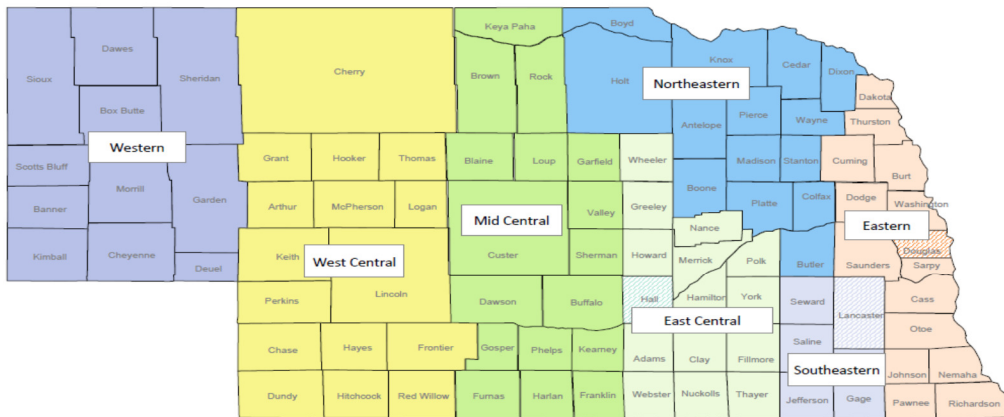 Keya Paha
Boyd
Dawes
Knox
Cedar
Sioux
Sheridan
Cherry
Brown
Rock
Holt
Northeastern
Dixon
Dakota
Box Butte
Pierce
Wayne
Thurston
Antelope
Western
Scotts Bluff
Grant
Hooker
Thomas
Blaine
Loup
Garfield
Wheeler
Madison
Stanton
Cuming
Burt
Morrill
Garden
Boone
Banner
Arthur
McPherson
Logan
Mid Central
Valley
Greeley
Platte
Colfax
Dodge
Washington
Nance
Eastern
Kimball
Cheyenne
Deuel
Keith
West Central
Custer
Sherman
Howard
Merrick
Polk
Butler
Saunders
Douglas
Sarpy
Perkins
Lincoln
Dawson
Buffalo
Hall
Hamilton
York
Seward
Lancaster
Cass
East Central
Otoe
Chase
Hayes
Frontier
Gosper
Phelps
Kearney
Adams
Clay
Fillmore
Saline
Southeastern
Johnson
Nemaha
Dundy
Hitchcock
Red Willow
Furnas
Harlan
Franklin
Webster
Nuckolls
Thayer
Jefferson
Gage
Pawnee
Richardson